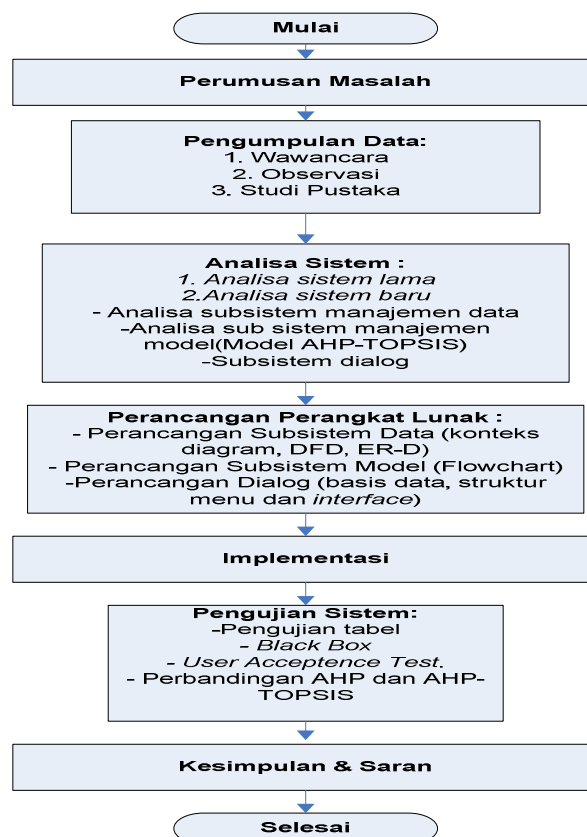 Mulai
Perumusan Masalah
Pengumpulan Data:
1. Wawancara
2. Observasi
3. Studi Pustaka
Analisa Sistem :
1. Analisa sistem lama
2.Analisa sistem baru
- Analisa subsistem manajemen data
-Analisa sub sistem manajemen
model(Model AHP-TOPSIS)
-Subsistem dialog
Perancangan Perangkat Lunak :
- Perancangan Subsistem Data (konteks
diagram, DFD, ER-D)
- Perancangan Subsistem Model (Flowchart)
-Perancangan Dialog (basis data, struktur
menu dan interface)
Implementasi
Pengujian Sistem:
-Pengujian tabel
- Black Box
- User Acceptence Test.
- Perbandingan AHP dan AHP-
TOPSIS
Kesimpulan & Saran
Selesai